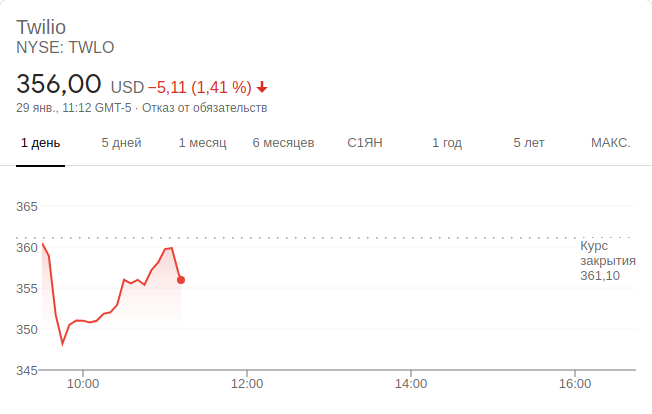 Twilio
NYSE: TWLO
356,00 USD −5,11 (1,41 %)
29 янв., 11:12 GMT-5 · Отказ от обязательств
1 день 5 дней 1 месяц 6 месяцев С1ЯН 1 год 5 лет МАКС.
365
360
355
350
345
Курс
закрытия
361,10
10:00 12:00 14:00 16:00